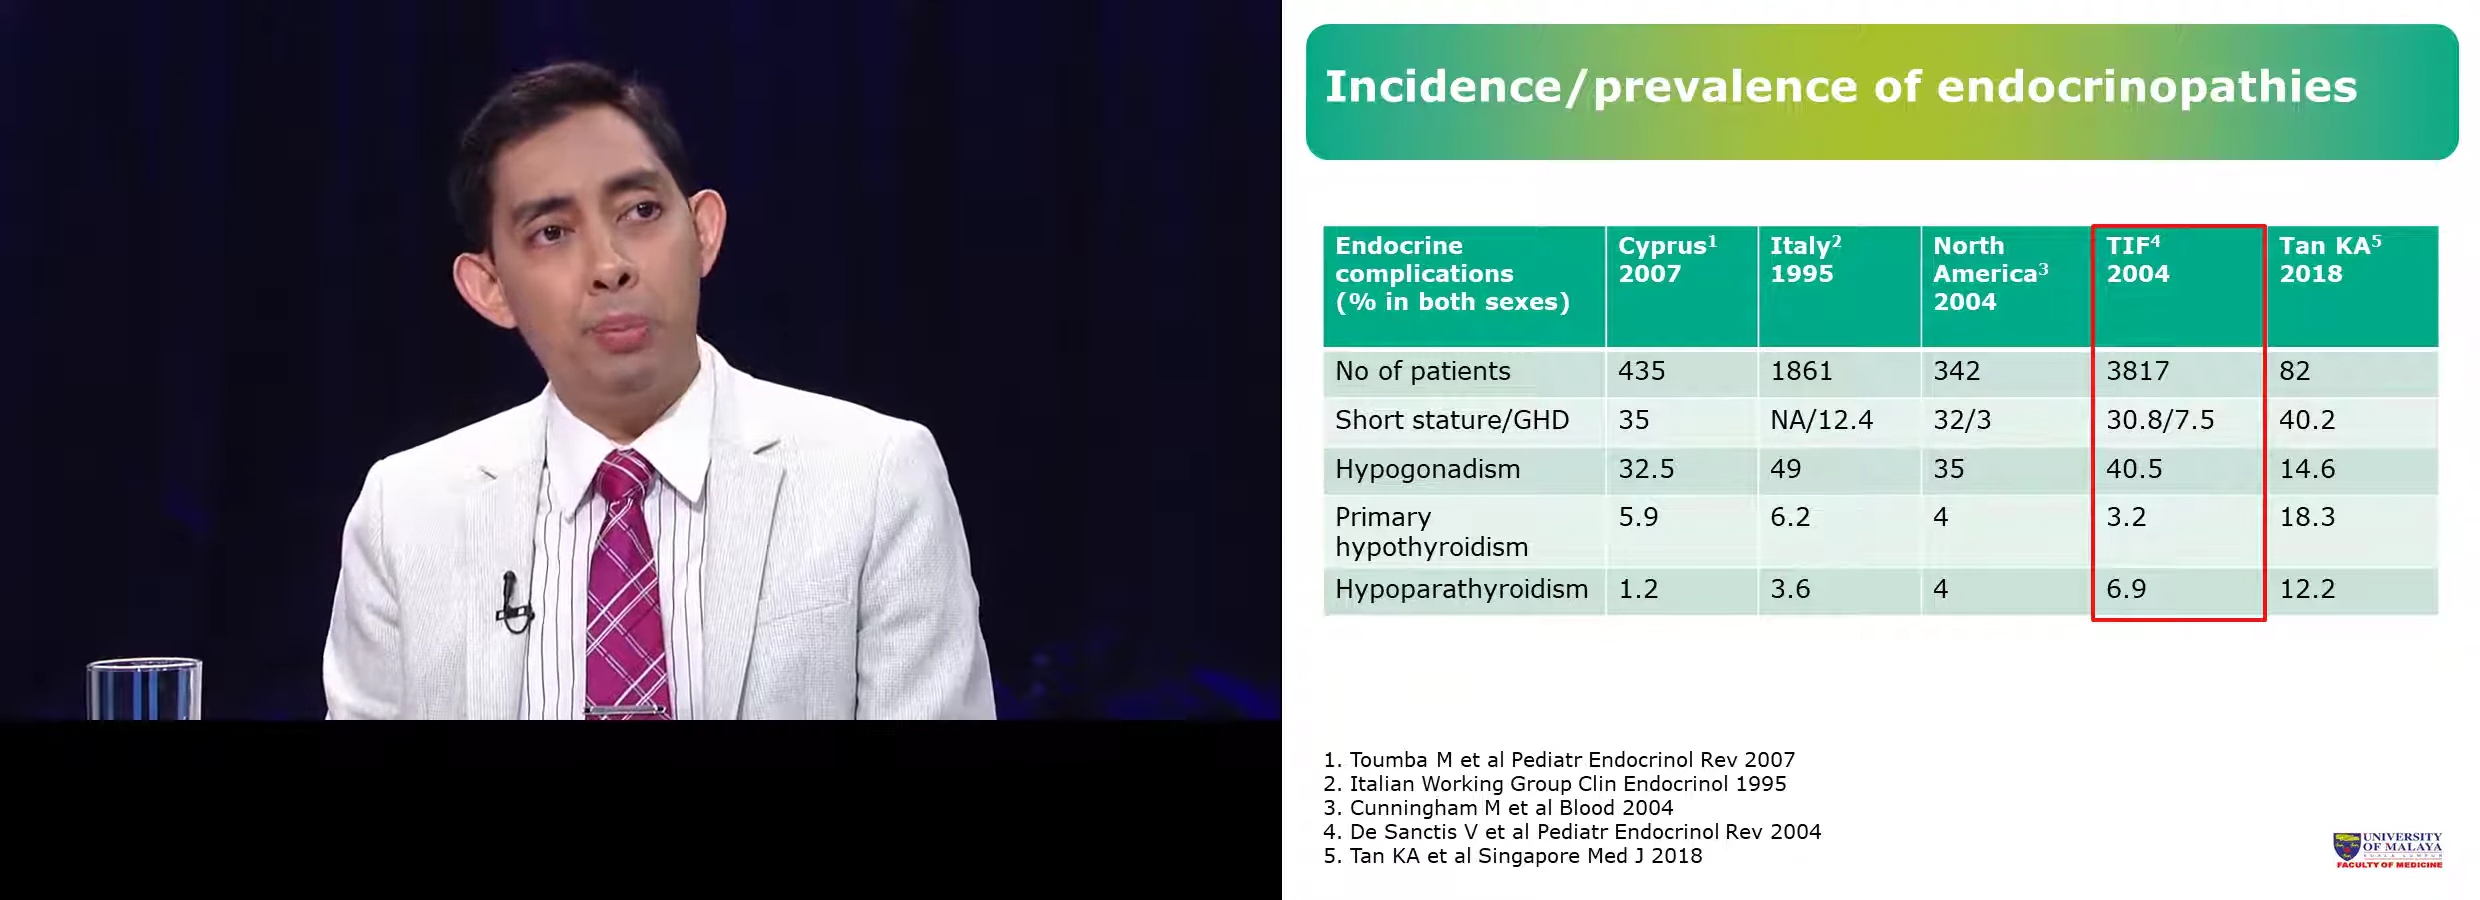 Incidence/prevalence of endocrinopathies
Endocrine complications (% in both sexes) Cyprus1 2007 Italy2 1995 North America3 2004 TIF4 2004 Tan KA5 2018
No of patients 435 1861 342 3817 82
Short stature/GHD 35 NA/12.4 32/3 30.8/7.5 40.2
Hypogonadism 32.5 49 35 40.5 14.6
Primary hypothyroidism 5.9 6.2 4 3.2 18.3
Hypoparathyroidism 1.2 3.6 4 6.9 12.2
1. Toumba M et al Pediatr Endocrinol Rev 2007
2. Italian Working Group Clin Endocrinol 1995
3. Cunningham M et al Blood 2004
4. De Sanctis V et al Pediatr Endocrinol Rev 2004
5. Tan KA et al Singapore Med J 2018
UNIVERSITY
OF MALAYA
KUALA LUMPUR
FACULTY OF MEDICINE